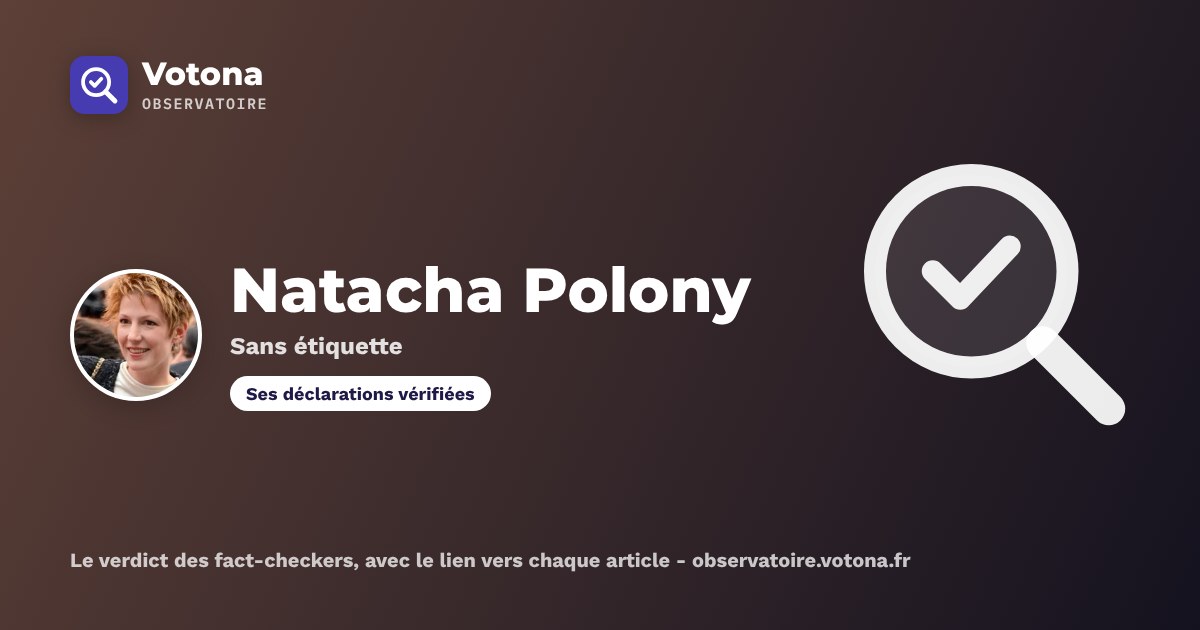 Votona
OBSERVATOIRE
Natacha Polony
Sans étiquette
Ses déclarations vérifiées
Le verdict des fact-checkers, avec le lien vers chaque article - observatoire.votona.fr